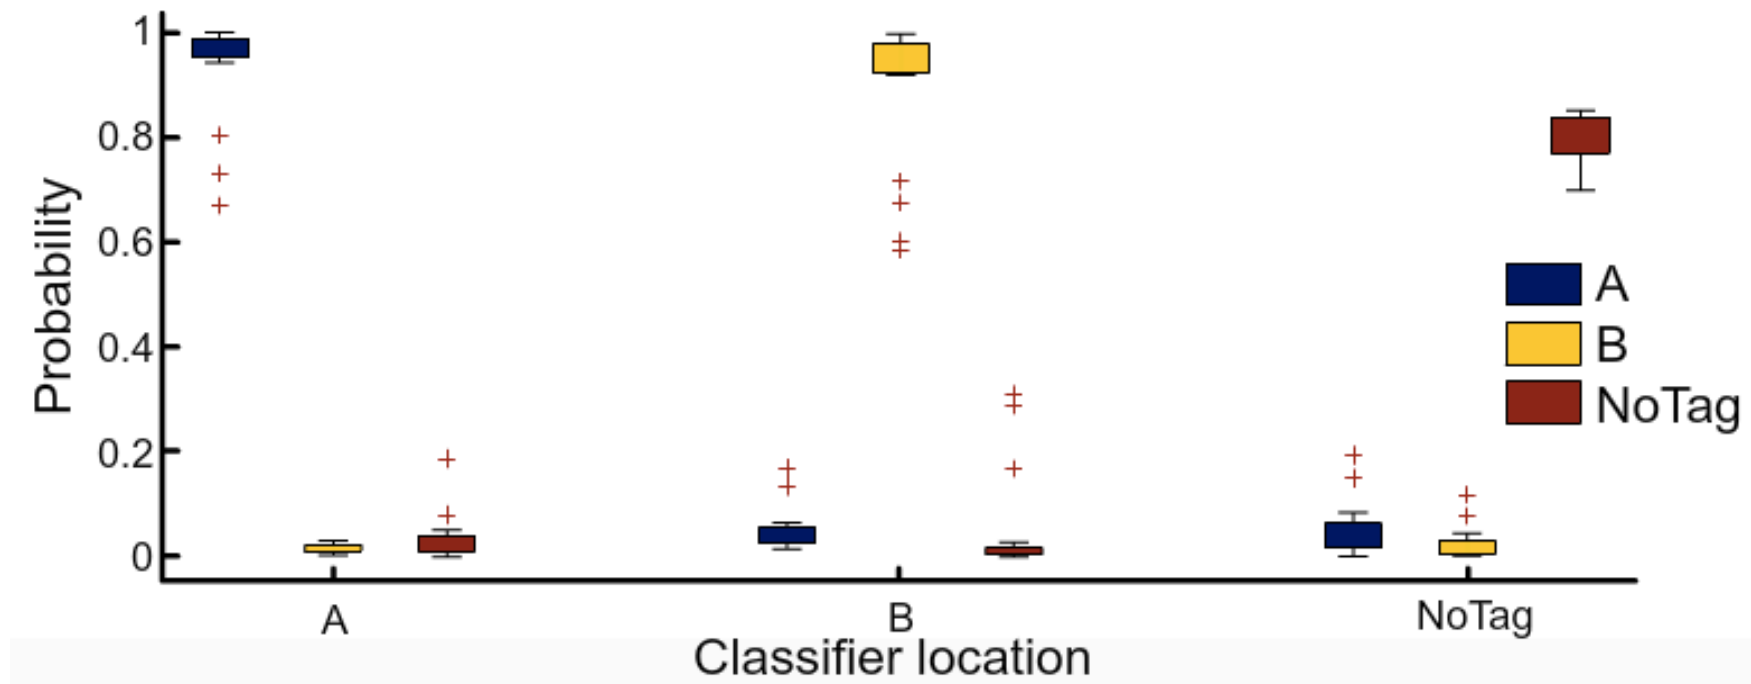 Probability
1
0.8
0.6
0.4
0.2
0
A
B
NoTag
A
B
NoTag
Classifier location